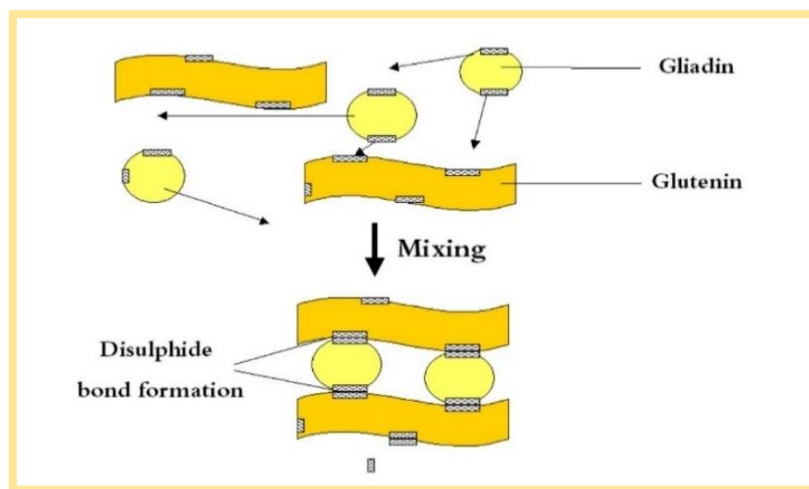 Gliadin
Glutenin
Mixing
Disulphide
bond formation